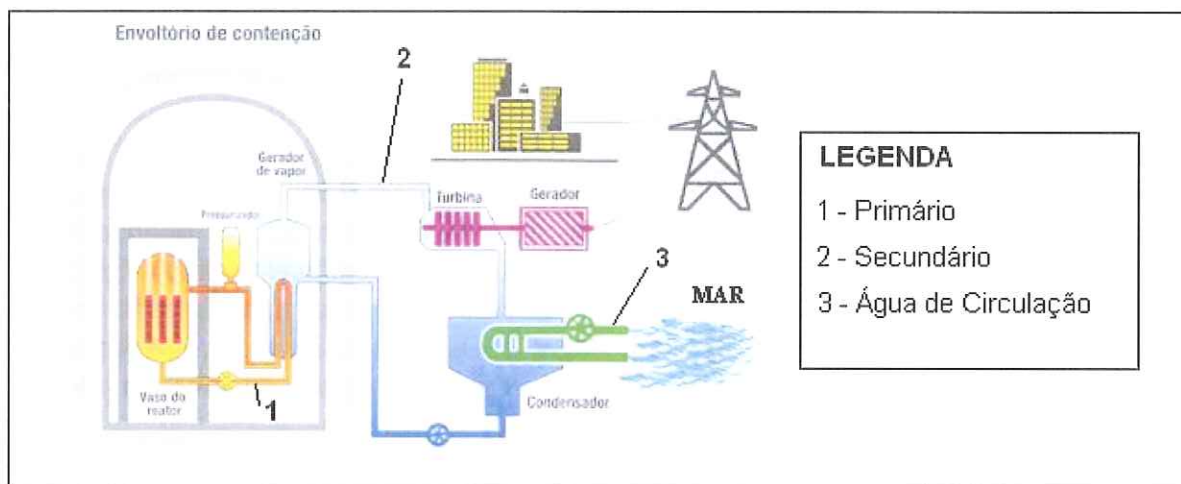 Envoltório de contenção
2
Gerador
de vapor
Turbina
Gerador
3
MAR
Vaso do
reator
1
Condensador
LEGENDA
1 - Primário
2 - Secundário
3 - Água de Circulação